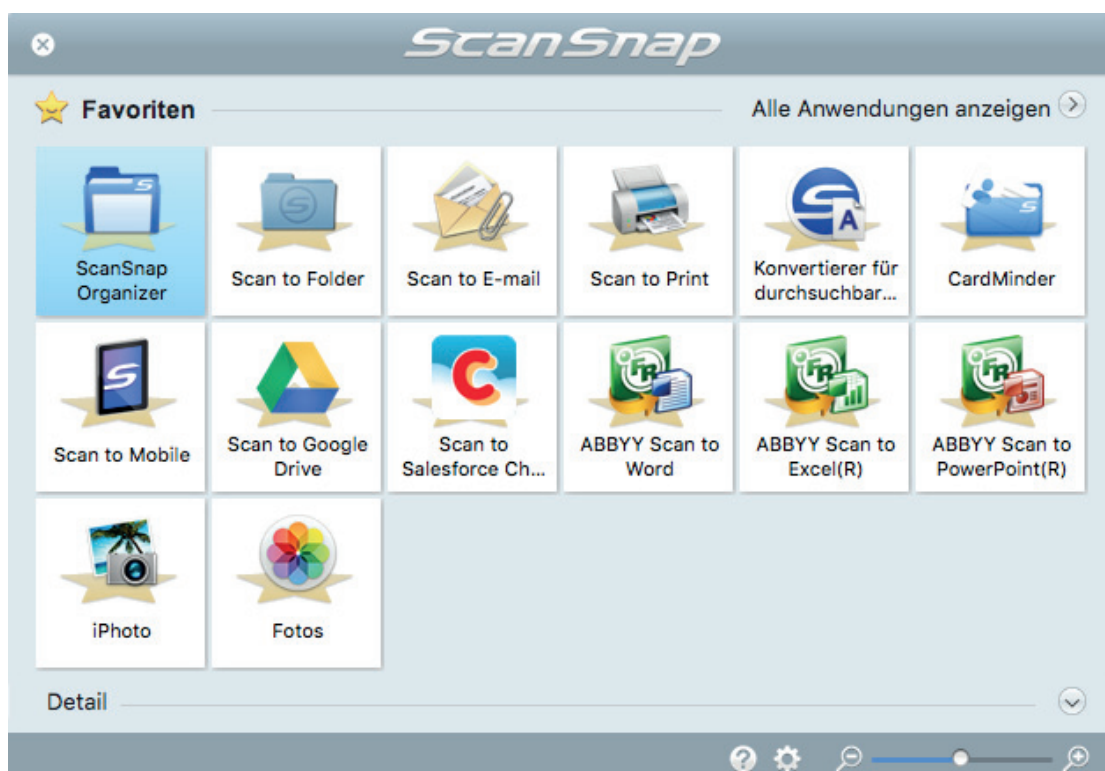 ScanSnap
Favoriten
Alle Anwendungen anzeigen
ScanSnap
Organizer
Scan to Folder
Scan to E-mail
Scan to Print
Konvertierer für
durchsuchbar...
CardMinder
Scan to Mobile
Scan to Google
Drive
Scan to
Salesforce Ch...
ABBYY Scan to
Word
ABBYY Scan to
Excel(R)
ABBYY Scan to
PowerPoint(R)
iPhoto
Fotos
Detail